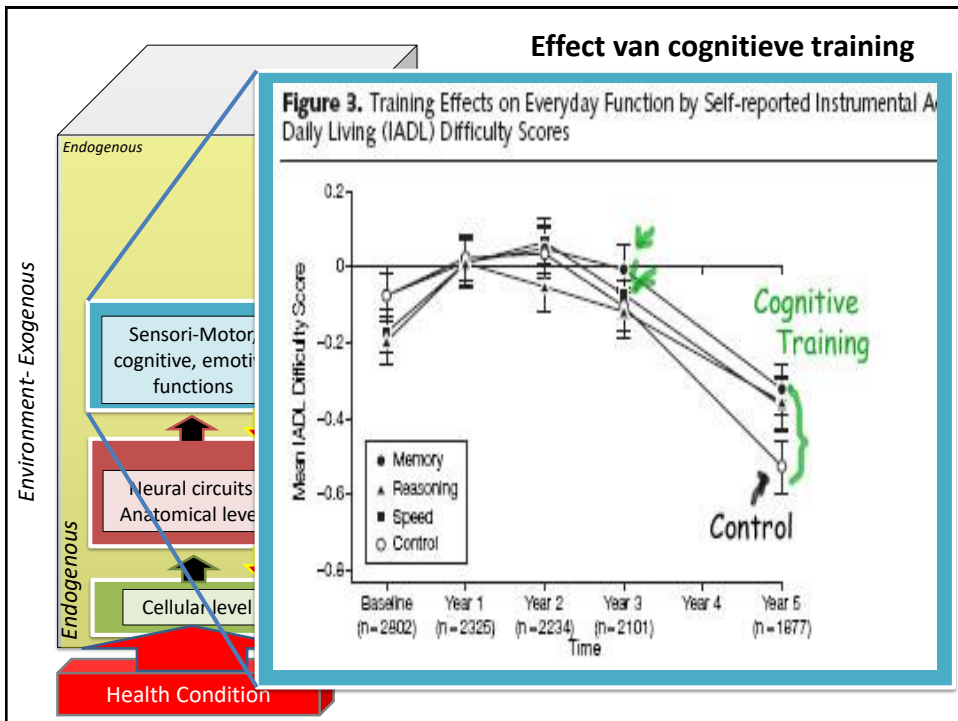 Effect van cognitieve training
Figure 3. Training Effects on Everyday Function by Self-reported Instrumental A
Daily Living (IADL) Difficulty Scores
Endogenous
Environment- Exogenous
Endogenous
Sensori-Motor,
cognitive, emotiv
functions
Neural circuits
Anatomical leve
Cellular level
Health Condition
Mean IADL Difficulty Score
0.2
0
-0.2
-0.4
-0.6
-0.8
Memory
Reasoning
Speed
Control
Cognitive
Training
Control
Baseline Year 1 Year 2 Year 3 Year 4 Year 5
(n=2802) (n=2325) (n=2234) (n=2101) (n=1877)
Time